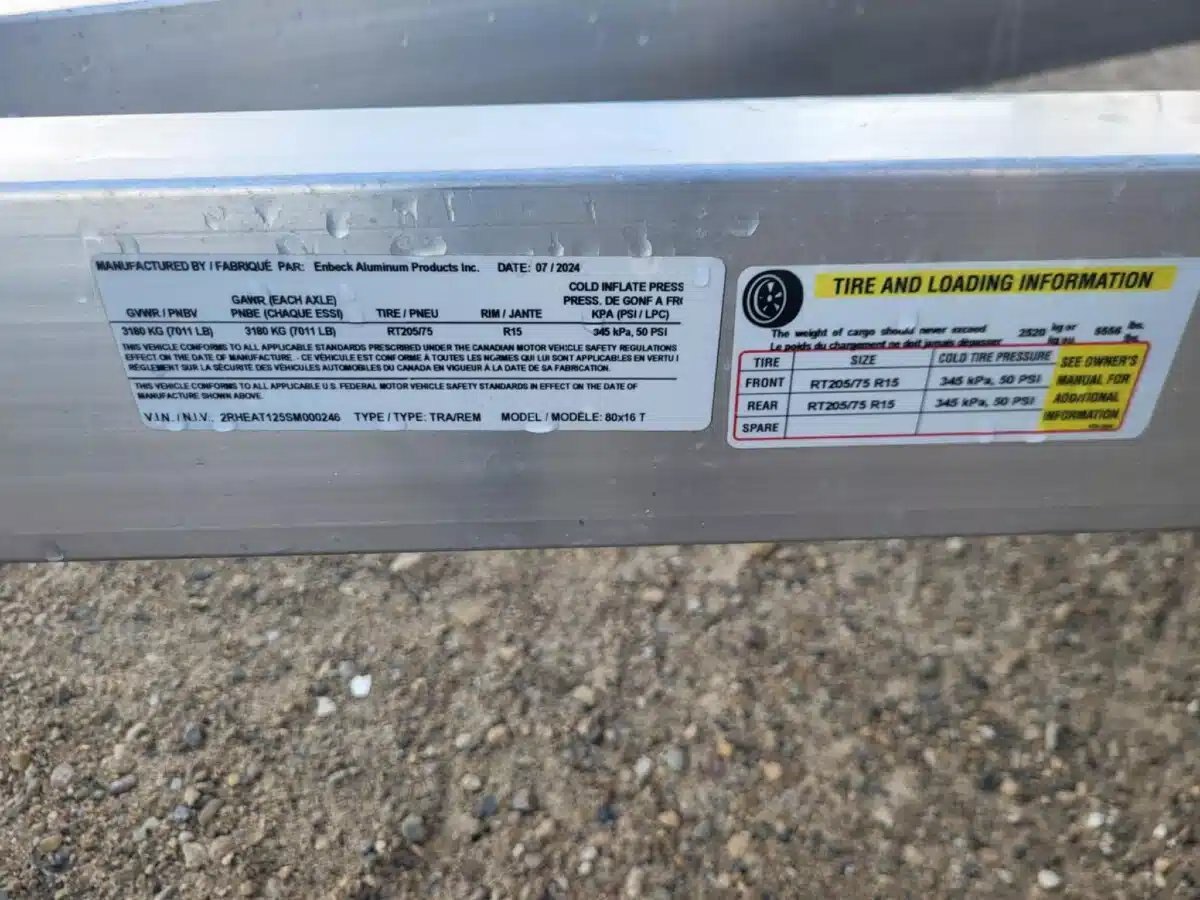 MANUFACTURED BY / FABRIQUÉ PAR: Enbeck Aluminum Products Inc. DATE: 07 / 2024
COLD INFLATE PRESS
GAWR (EACH AXLE) PRESS. DE GONF A FR
GVWR / PNBV PNBE (CHAQUE ESSI) TIRE / PNEU RIM / JANTE KPA (PSI / LPC)
3180 KG (7011 LB) 3180 KG (7011 LB) RT205/75 R15 345 kPa, 50 PSI
THIS VEHICLE CONFORMS TO ALL APPLICABLE STANDARDS PRESCRIBED UNDER THE CANADIAN MOTOR VEHICLE SAFETY REGULATIONS
EFFECT ON THE DATE OF MANUFACTURE. - CE VÉHICULE EST CONFORME À TOUTES LES NORMES QUI LUI SONT APPLICABLES EN VERTU
RÈGLEMENT SUR LA SÉCURITÉ DES VÉHICULES AUTOMOBILES DU CANADA EN VIGUEUR À LA DATE DE SA FABRICATION.
THIS VEHICLE CONFORMS TO ALL APPLICABLE U.S. FEDERAL MOTOR VEHICLE SAFETY STANDARDS IN EFFECT ON THE DATE OF
MANUFACTURE SHOWN ABOVE.
V.I.N. / N.I.V. 2RHEAT125SM000246 TYPE / TYPE: TRA/REM MODEL / MODÈLE: 80x16 T
TIRE AND LOADING INFORMATION
The weight of cargo should never exceed 2520 kg or 5556 lbs.
Le poids du chargement ne doit jamais dépasser kg ou lbs.
TIRE SIZE COLD TIRE PRESSURE
FRONT RT205/75 R15 345 kPa, 50 PSI
REAR RT205/75 R15 345 kPa, 50 PSI
SPARE
SEE OWNER'S
MANUAL FOR
ADDITIONAL
INFORMATION